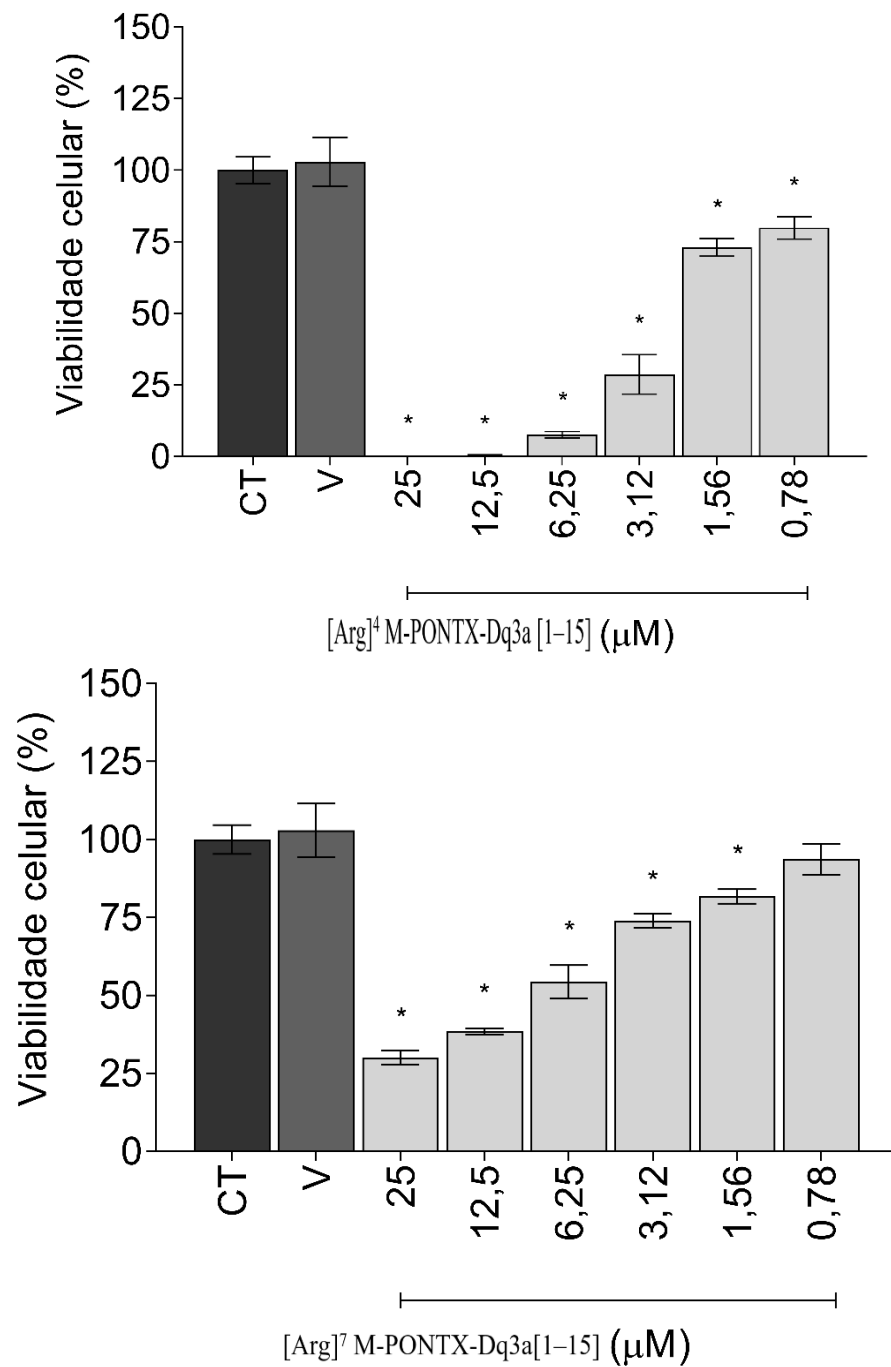 150
125
100
75
50
25
0
Viabilidade celular (%)
* * * * * *
CT V 25 12,5 6,25 3,12 1,56 0,78
[Arg]⁴ M-PONTX-Dq3a [1–15] (μM)
150
125
100
75
50
25
0
Viabilidade celular (%)
* * * * *
CT V 25 12,5 6,25 3,12 1,56 0,78
[Arg]⁷ M-PONTX-Dq3a[1–15] (μM)